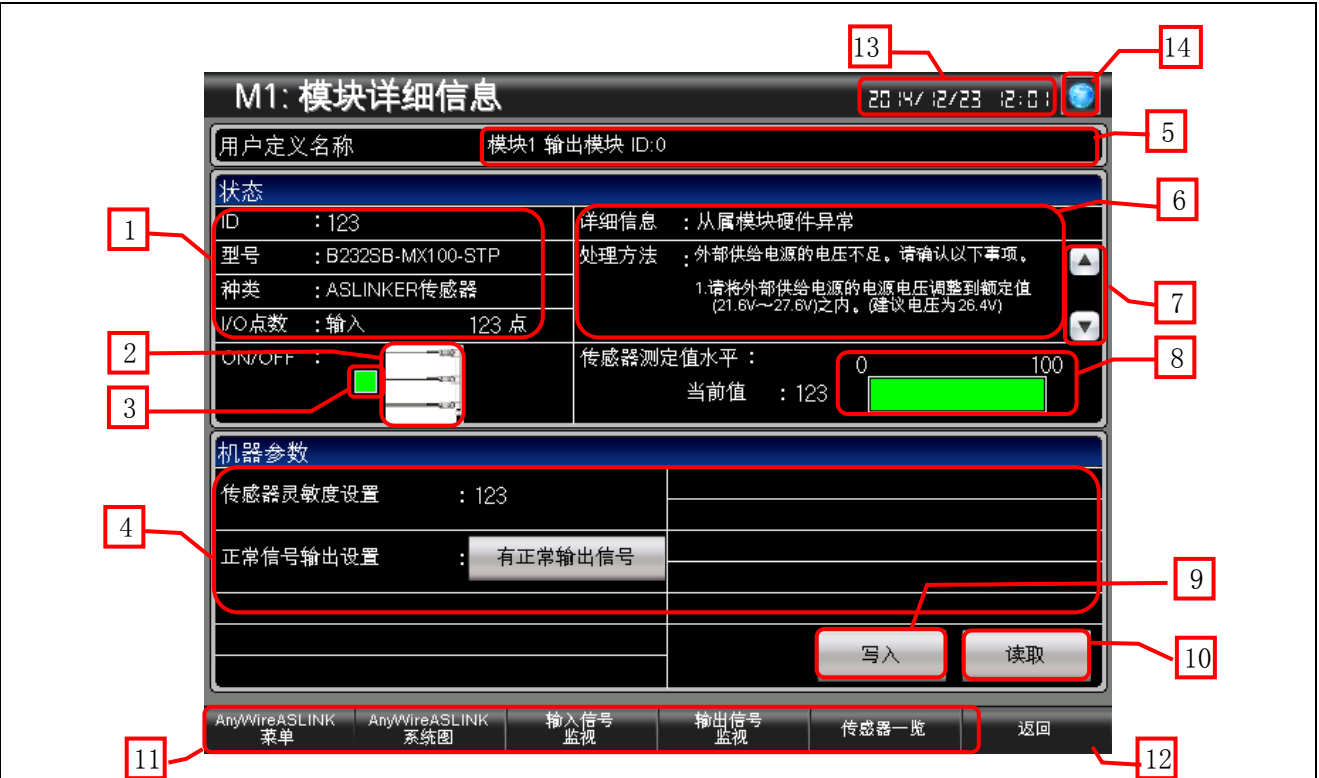 13 14
M1: 模块详细信息 2014/12/23 12:01
用户定义名称 模块1 输出模块 ID:0
5
状态
6
1
ID :123 详细信息 :从属模块硬件异常
型号 :B232SB-MX100-STP 处理方法 :外部供给电源的电压不足。请确认以下事项。
种类 :ASLINKER传感器 1.请将外部供给电源的电源电压调整到额定值
(21.6V～27.6V)之内。(建议电压为26.4V)
7
I/O点数 :输入 123 点
2
ON/OFF : 传感器测定值水平 : 0 100
8
当前值 : 123
3
机器参数
传感器灵敏度设置 : 123
4
正常信号输出设置 : 有正常输出信号
9
写入 读取
10
AnyWireASLINK
菜单
AnyWireASLINK
系统图
输入信号
监视
输出信号
监视
传感器一览
返回
11 12